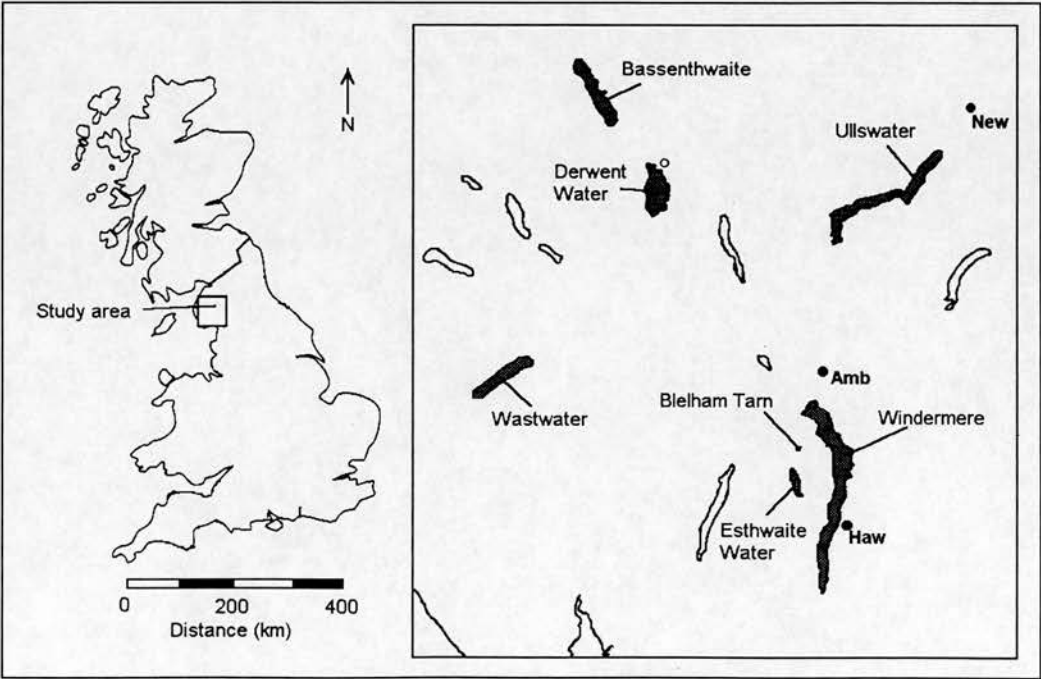 N
Study area
0 200 400
Distance (km)
Bassenthwaite
New
Ullswater
Derwent
Water
Amb
Blelham Tarn
Windermere
Wastwater
Esthwaite
Water
Haw